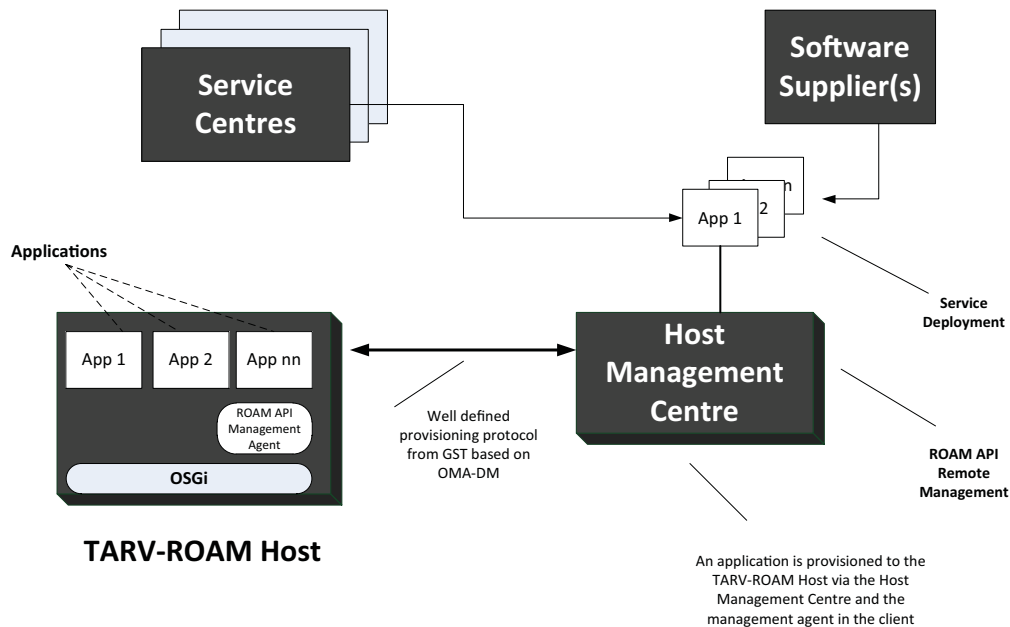 Service
Centres
Software
Supplier(s)
n
2
App 1
Applications
Service
Deployment
App 1
App 2
App nn
ROAM API
Management
Agent
OSGi
Host
Management
Centre
Well defined
provisioning protocol
from GST based on
OMA-DM
ROAM API
Remote
Management
TARV-ROAM Host
An application is provisioned to the
TARV-ROAM Host via the Host
Management Centre and the
management agent in the client